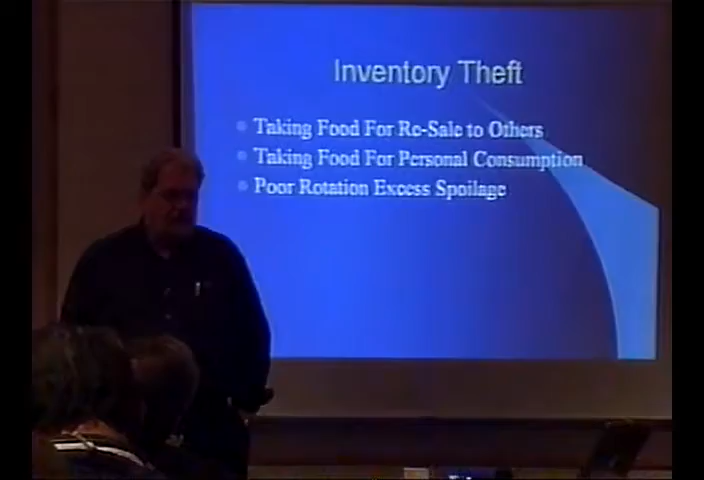 Inventory Theft
Taking Food For Re-Sale to Others
Taking Food For Personal Consumption
Poor Rotation Excess Spoilage